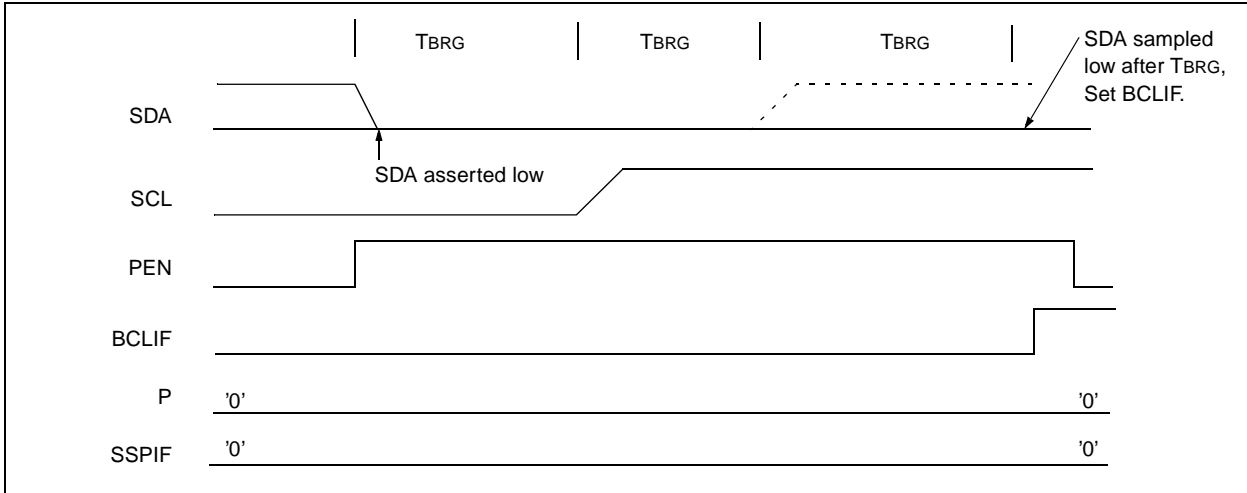 TBRG TBRG TBRG
SDA sampled
low after TBRG,
Set BCLIF.
SDA
SDA asserted low
SCL
PEN
BCLIF
P '0' '0'
SSPIF '0' '0'